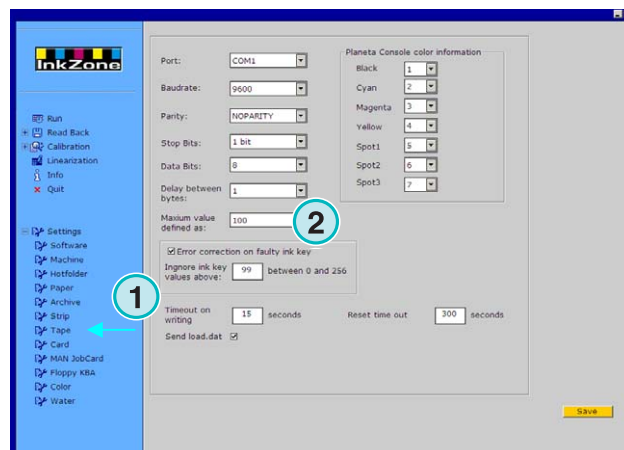 InkZone
Run
Read Back
Calibration
Linearization
Info
Quit
Settings
Software
Machine
Hotfolder
Paper
Archive
Strip
Tape
Card
MAN JobCard
Floppy KBA
Color
Water
1
Port: COM1
Baudrate: 9600
Parity: NOPARITY
Stop Bits: 1 bit
Data Bits: 8
Delay between
bytes: 1
Maxium value
defined as: 100
2
Planeta Console color information
Black 1
Cyan 2
Magenta 3
Yellow 4
Spot1 5
Spot2 6
Spot3 7
Error correction on faulty ink key
Ingnore ink key
values above: 99 between 0 and 256
Timeout on
writing 15 seconds
Reset time out 300 seconds
Send load.dat
Save